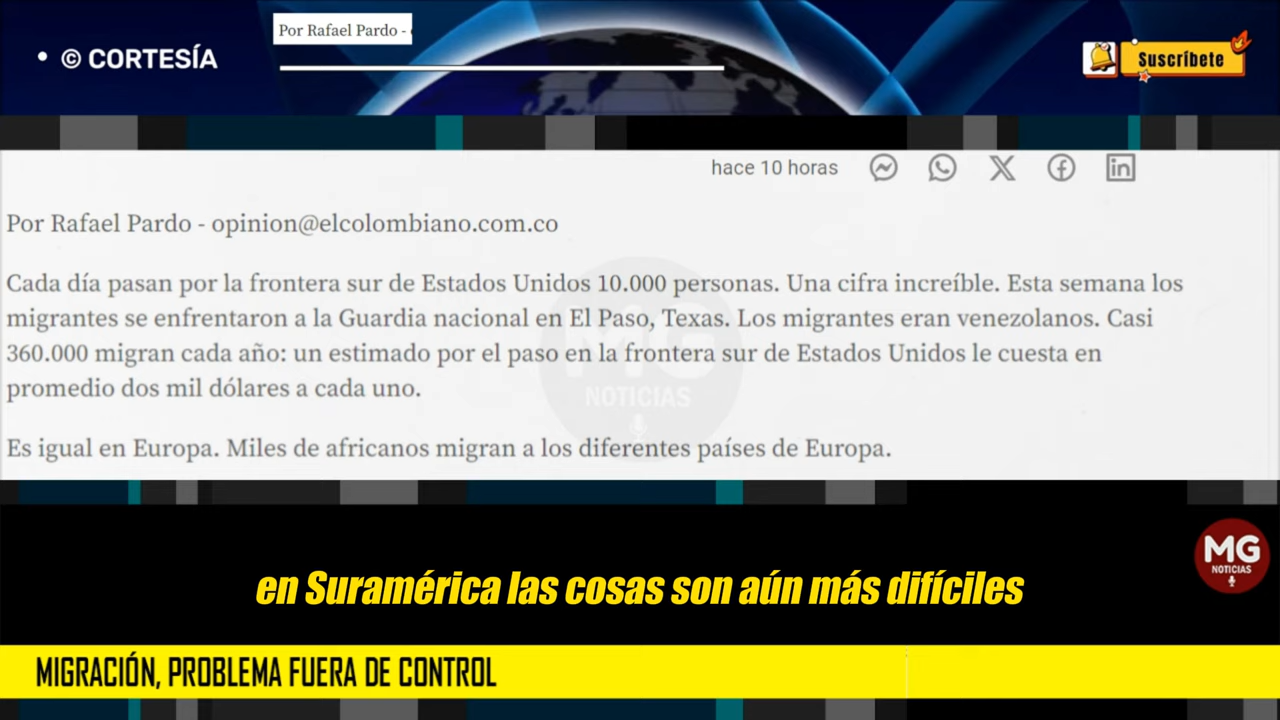 Por Rafael Pardo -
• © CORTESÍA
Suscríbete
hace 10 horas
Por Rafael Pardo - opinion@elcolombiano.com.co
Cada día pasan por la frontera sur de Estados Unidos 10.000 personas. Una cifra increíble. Esta semana los
migrantes se enfrentaron a la Guardia nacional en El Paso, Texas. Los migrantes eran venezolanos. Casi
360.000 migran cada año: un estimado por el paso en la frontera sur de Estados Unidos le cuesta en
promedio dos mil dólares a cada uno.
MG
NOTICIAS
Es igual en Europa. Miles de africanos migran a los diferentes países de Europa.
MG
NOTICIAS
en Suramérica las cosas son aún más difíciles
MIGRACIÓN, PROBLEMA FUERA DE CONTROL